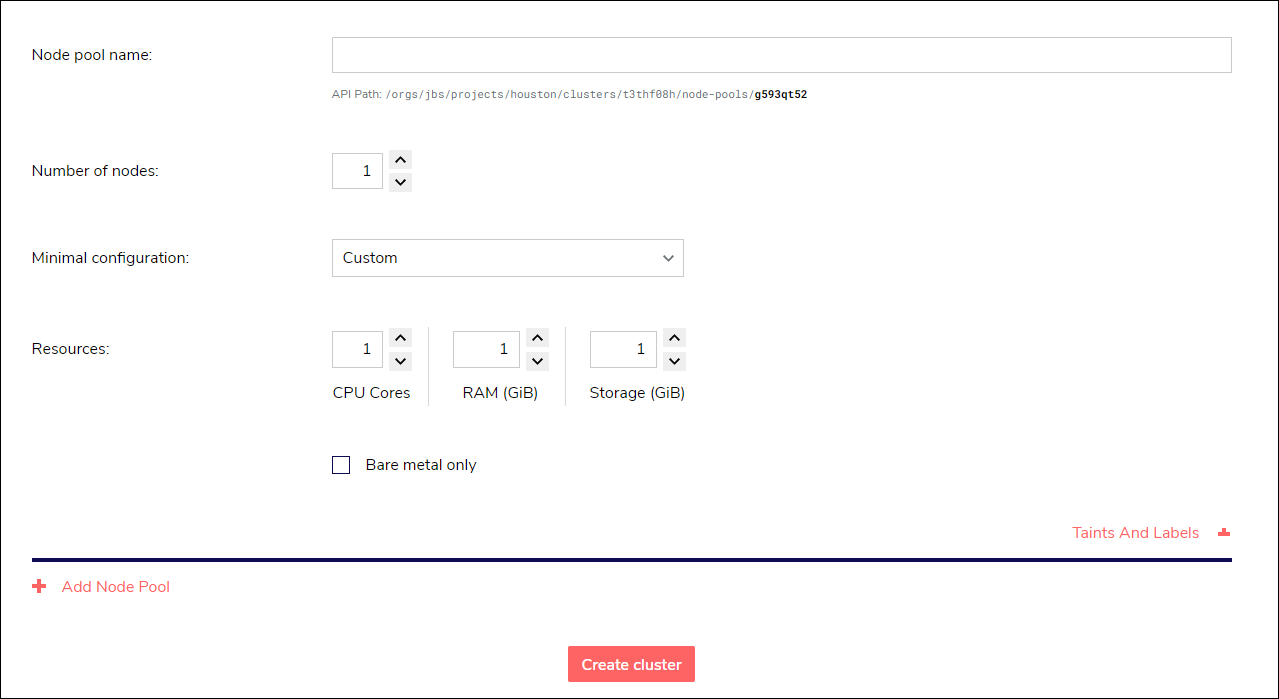 Node pool name:
API Path: /orgs/jbs/projects/houston/clusters/t3thf08h/node-pools/g593qt52
Number of nodes:
1
Minimal configuration:
Custom
Resources:
1 1 1
CPU Cores RAM (GiB) Storage (GiB)
Bare metal only
Taints And Labels
Add Node Pool
Create cluster